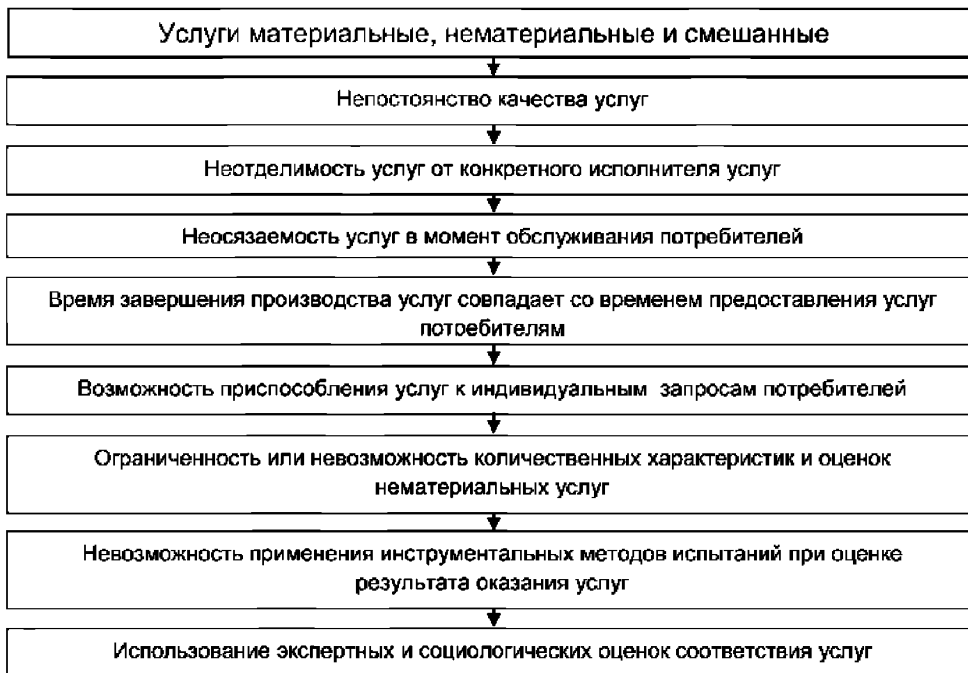 Услуги материальные, нематериальные и смешанные
Непостоянство качества услуг
Неотделимость услуг от конкретного исполнителя услуг
Неосязаемость услуг в момент обслуживания потребителей
Время завершения производства услуг совпадает со временем предоставления услуг
потребителям
Возможность приспособления услуг к индивидуальным запросам потребителей
Ограниченность или невозможность количественных характеристик и оценок
нематериальных услуг
Невозможность применения инструментальных методов испытаний при оценке
результата оказания услуг
Использование экспертных и социологических оценок соответствия услуг